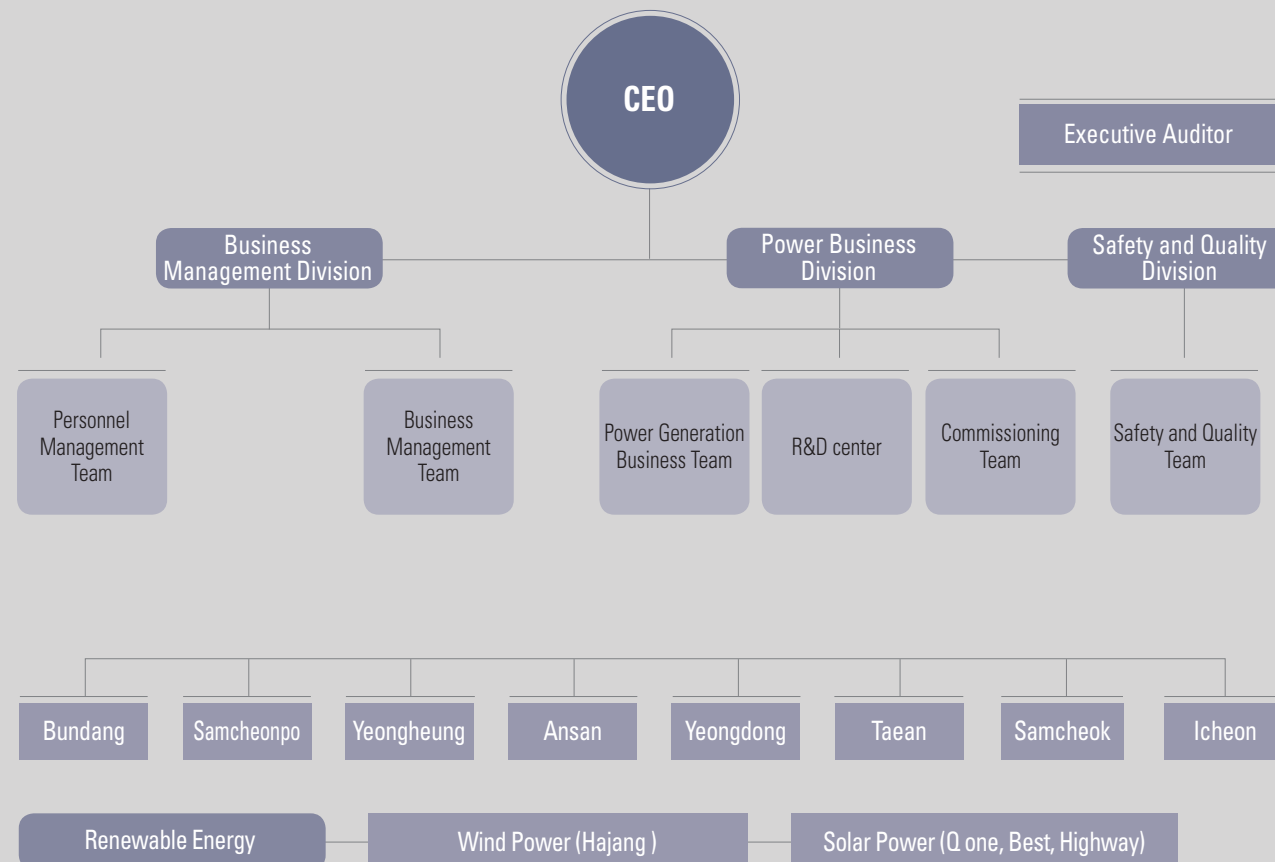 CEO
Executive Auditor
Business
Management Division
Power Business
Division
Safety and Quality
Division
Personnel
Management
Team
Business
Management
Team
Power Generation
Business Team
R&D center
Commissioning
Team
Safety and Quality
Team
Bundang
Samcheonpo
Yeongheung
Ansan
Yeongdong
Taean
Samcheok
Icheon
Renewable Energy
Wind Power (Hajang )
Solar Power (Q one, Best, Highway)